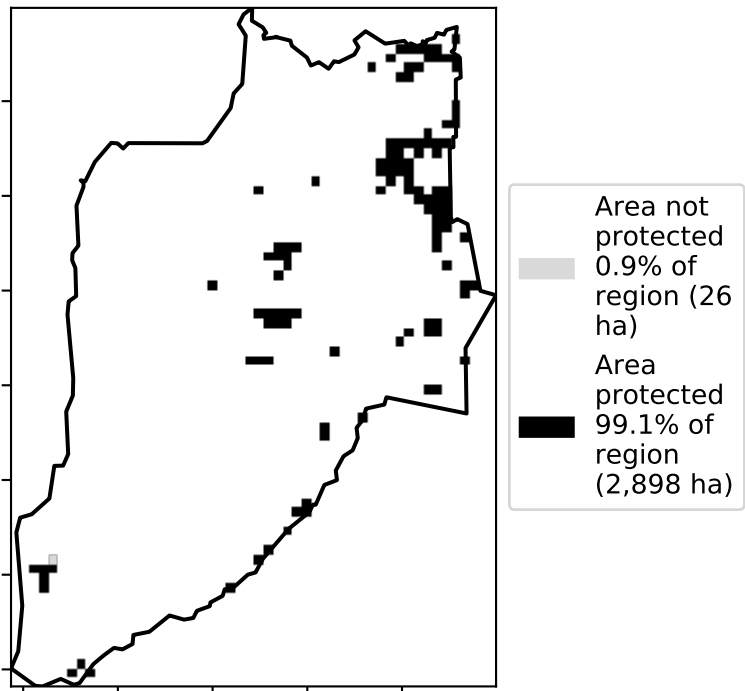 Area not
protected
0.9% of
region (26
ha)
Area
protected
99.1% of
region
(2,898 ha)